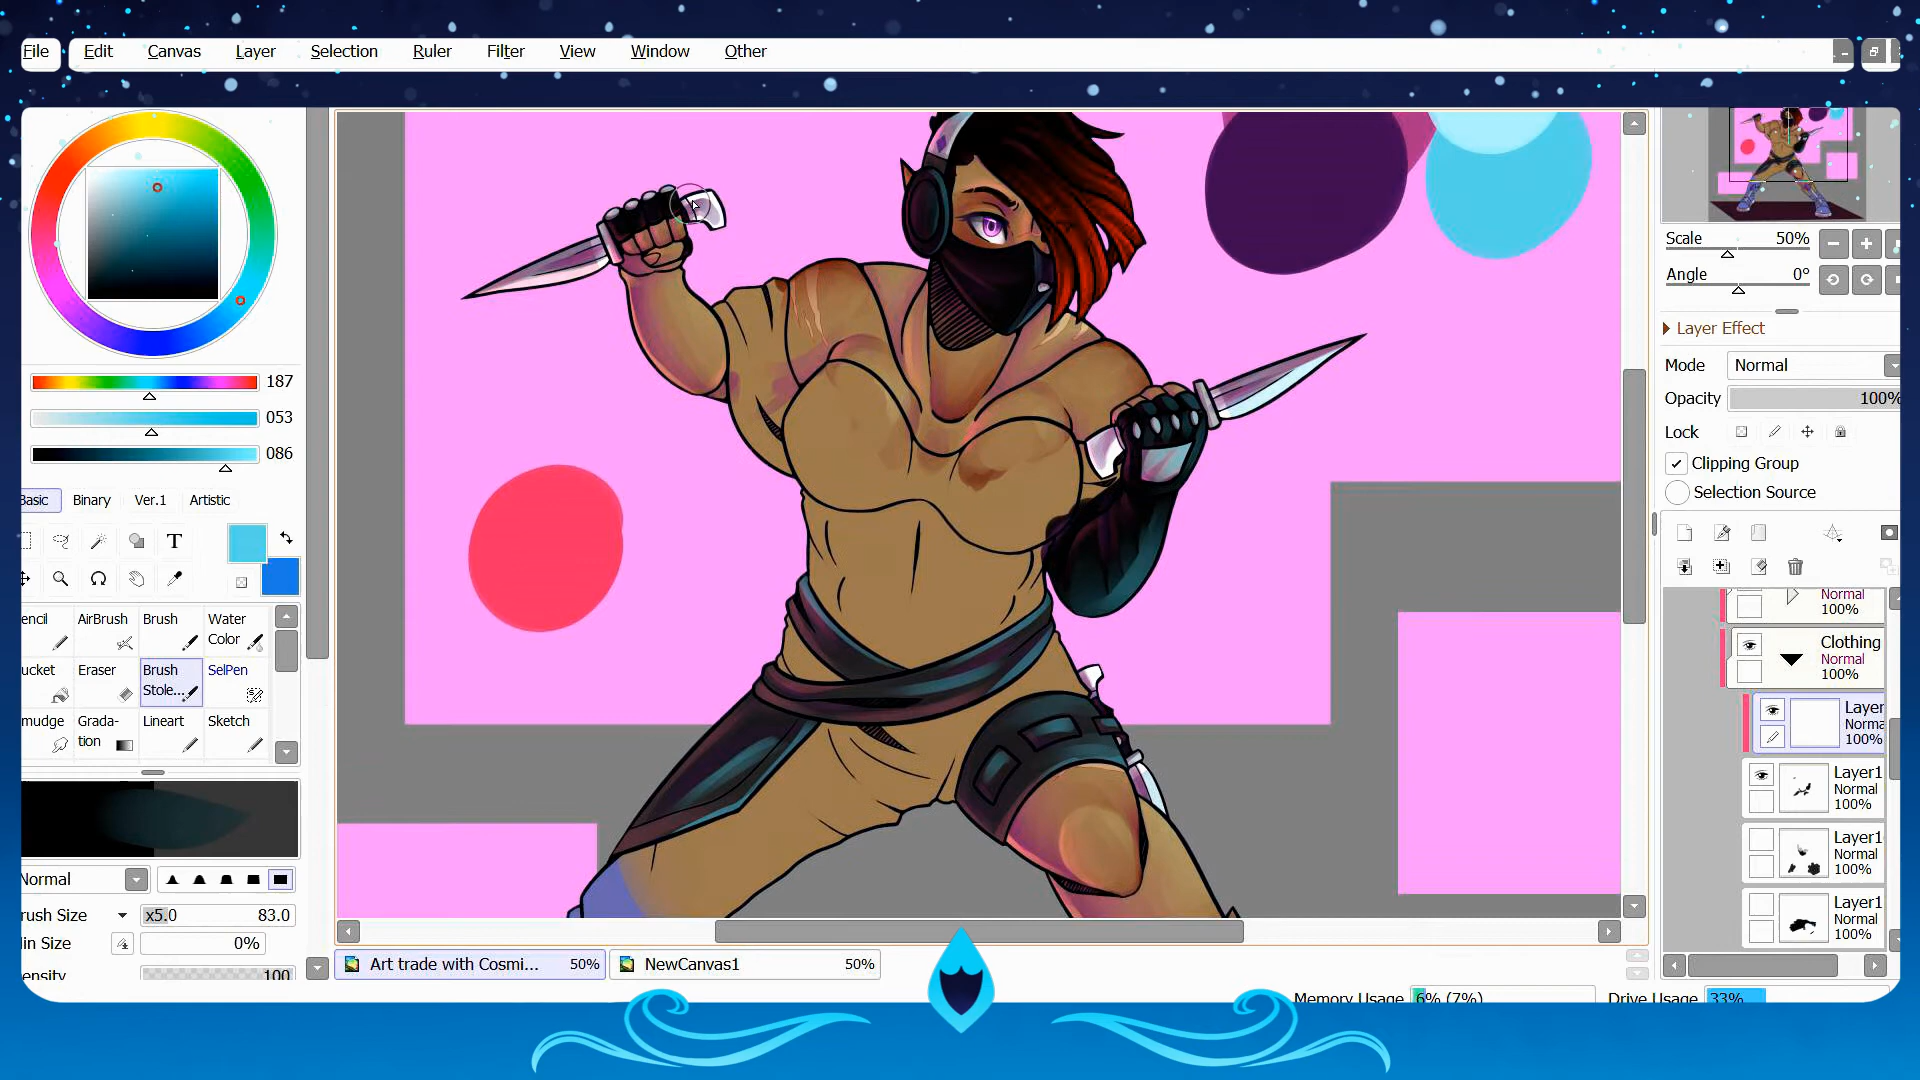 File Edit Canvas Layer Selection Ruler Filter View Window Other
187
053
086
Basic Binary Ver.1 Artistic
T
encil AirBrush Brush Water Color
ucket Eraser Brush Stole... SelPen
mudge Grada-tion Lineart Sketch
Normal
rush Size x5.0 83.0
in Size 0%
ensity 100
Art trade with Cosmi... 50% NewCanvas1 50%
Memory Usage 6% (7%) Drive Usage 33%
Scale 50%
Angle 0°
Layer Effect
Mode Normal
Opacity 100%
Lock
Clipping Group
Selection Source
Normal
100%
Clothing
Normal
100%
Layer
Norma
100%
Layer1
Normal
100%
Layer1
Normal
100%
Layer1
Normal
100%